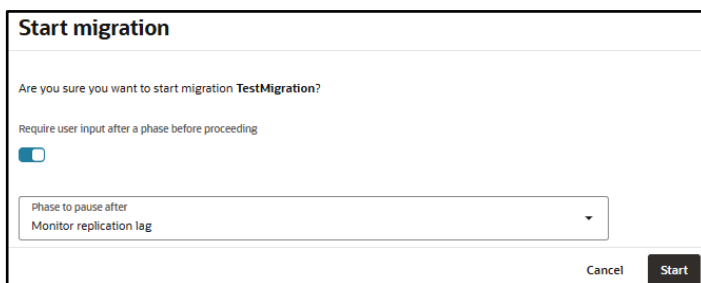 Start migration
Are you sure you want to start migration TestMigration?
Require user input after a phase before proceeding
Phase to pause after
Monitor replication lag
Cancel Start